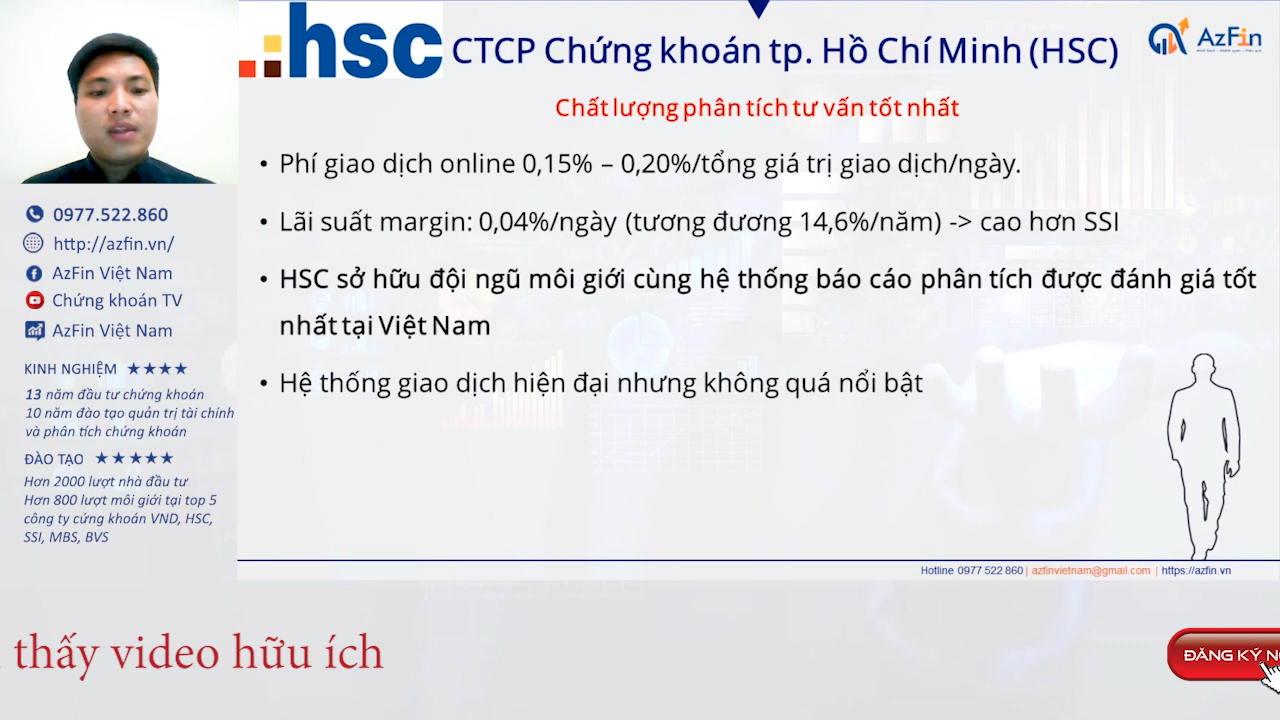 hsc CTCP Chứng khoán tp. Hồ Chí Minh (HSC)
AzFin
Chất lượng phân tích tư vấn tốt nhất
• Phí giao dịch online 0,15% – 0,20%/tổng giá trị giao dịch/ngày.
• Lãi suất margin: 0,04%/ngày (tương đương 14,6%/năm) -> cao hơn SSI
• HSC sở hữu đội ngũ môi giới cùng hệ thống báo cáo phân tích được đánh giá tốt
nhất tại Việt Nam
• Hệ thống giao dịch hiện đại nhưng không quá nổi bật
0977.522.860
http://azfin.vn/
AzFin Việt Nam
Chứng khoán TV
AzFin Việt Nam
KINH NGHIỆM ★★★★
13 năm đầu tư chứng khoán
10 năm đào tạo quản trị tài chính
và phân tích chứng khoán
ĐÀO TẠO ★★★★★
Hơn 2000 lượt nhà đầu tư
Hơn 800 lượt môi giới tại top 5
công ty cứng khoán VND, HSC,
SSI, MBS, BVS
Hotline 0977 522 860 | azfinvietnam@gmail.com | https://azfin.vn
thấy video hữu ích
ĐĂNG KÝ